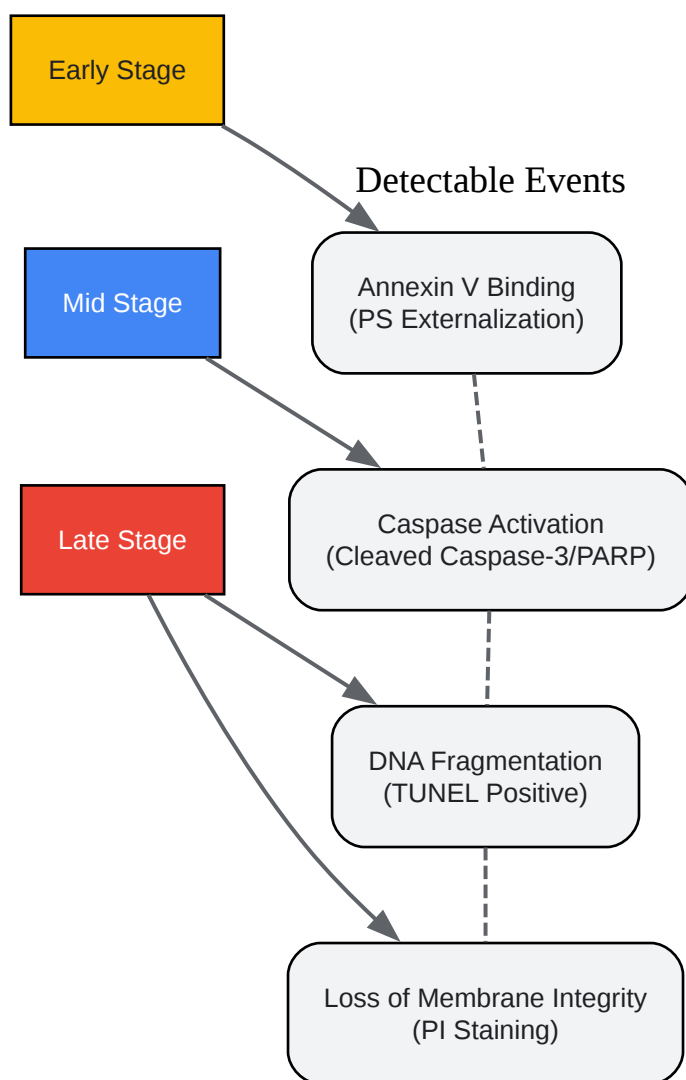 Early Stage
Detectable Events
Mid Stage
Annexin V Binding
(PS Externalization)
Late Stage
Caspase Activation
(Cleaved Caspase-3/PARP)
DNA Fragmentation
(TUNEL Positive)
Loss of Membrane Integrity
(PI Staining)